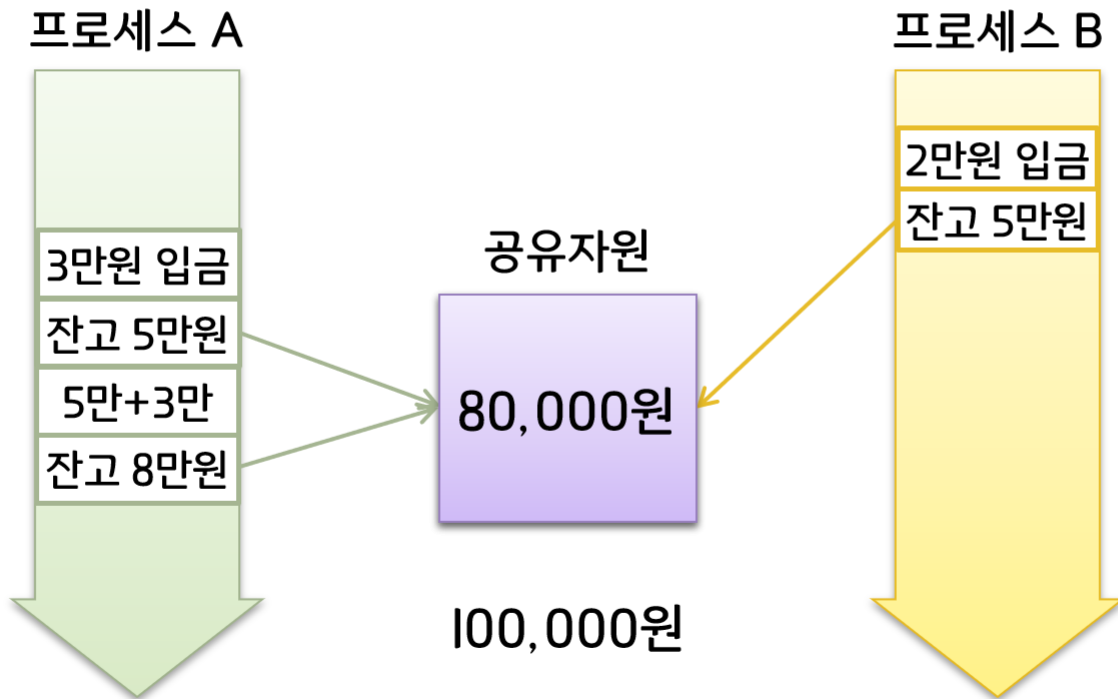 프로세스 A
프로세스 B
2만원 입금
잔고 5만원
3만원 입금
잔고 5만원
5만+3만
잔고 8만원
공유자원
80,000원
100,000원